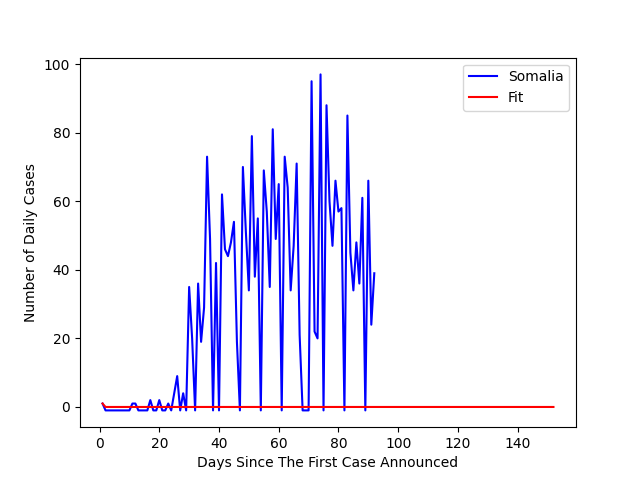 100
80
60
40
20
0
Number of Daily Cases
Somalia
Fit
0 20 40 60 80 100 120 140
Days Since The First Case Announced